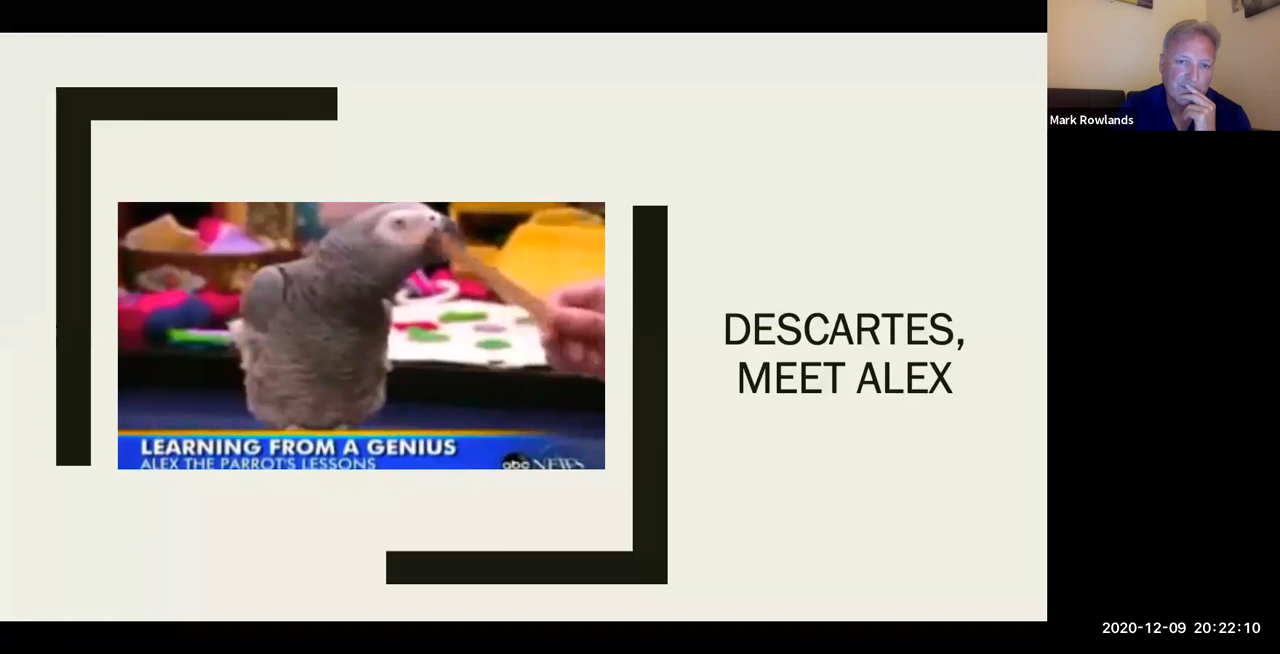 DESCARTES,
MEET ALEX
LEARNING FROM A GENIUS
ALEX THE PARROT'S LESSONS
abc NEWS
Mark Rowlands
2020-12-09 20:22:10